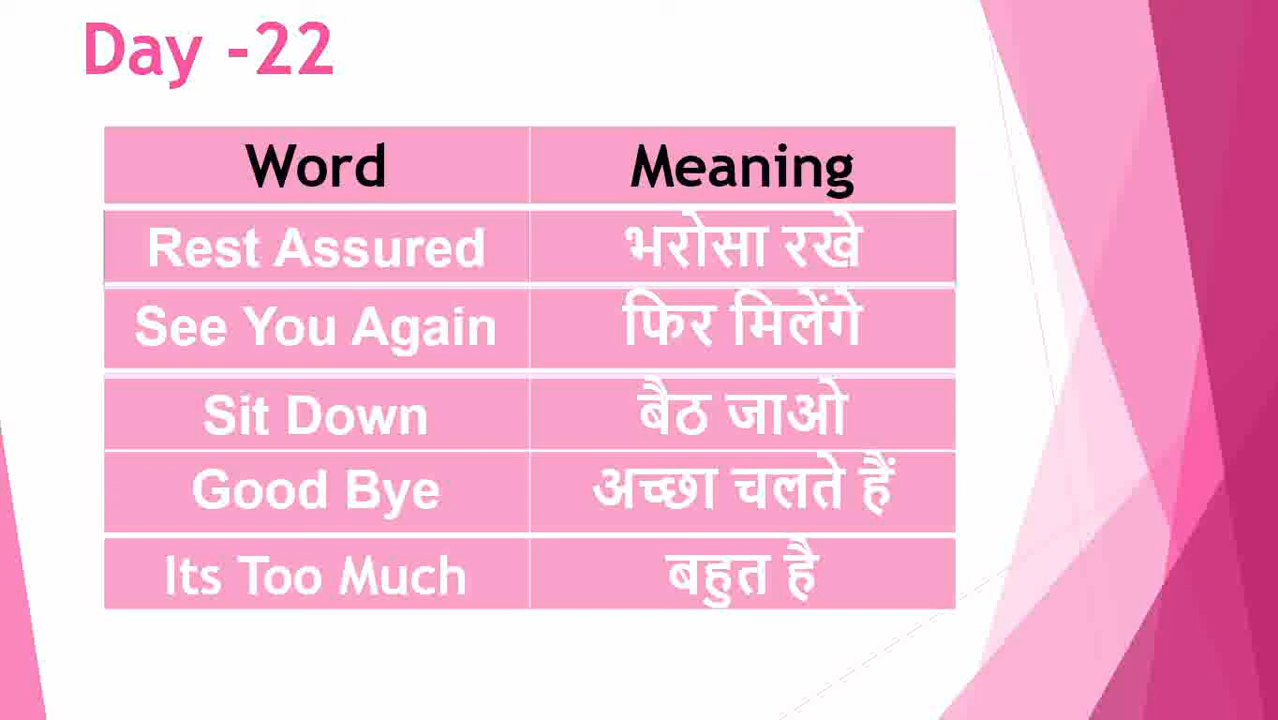 Day -22
Word Meaning
Rest Assured भरोसा रखे
See You Again फिर मिलेंगे
Sit Down बैठ जाओ
Good Bye अच्छा चलते हैं
Its Too Much बहुत है